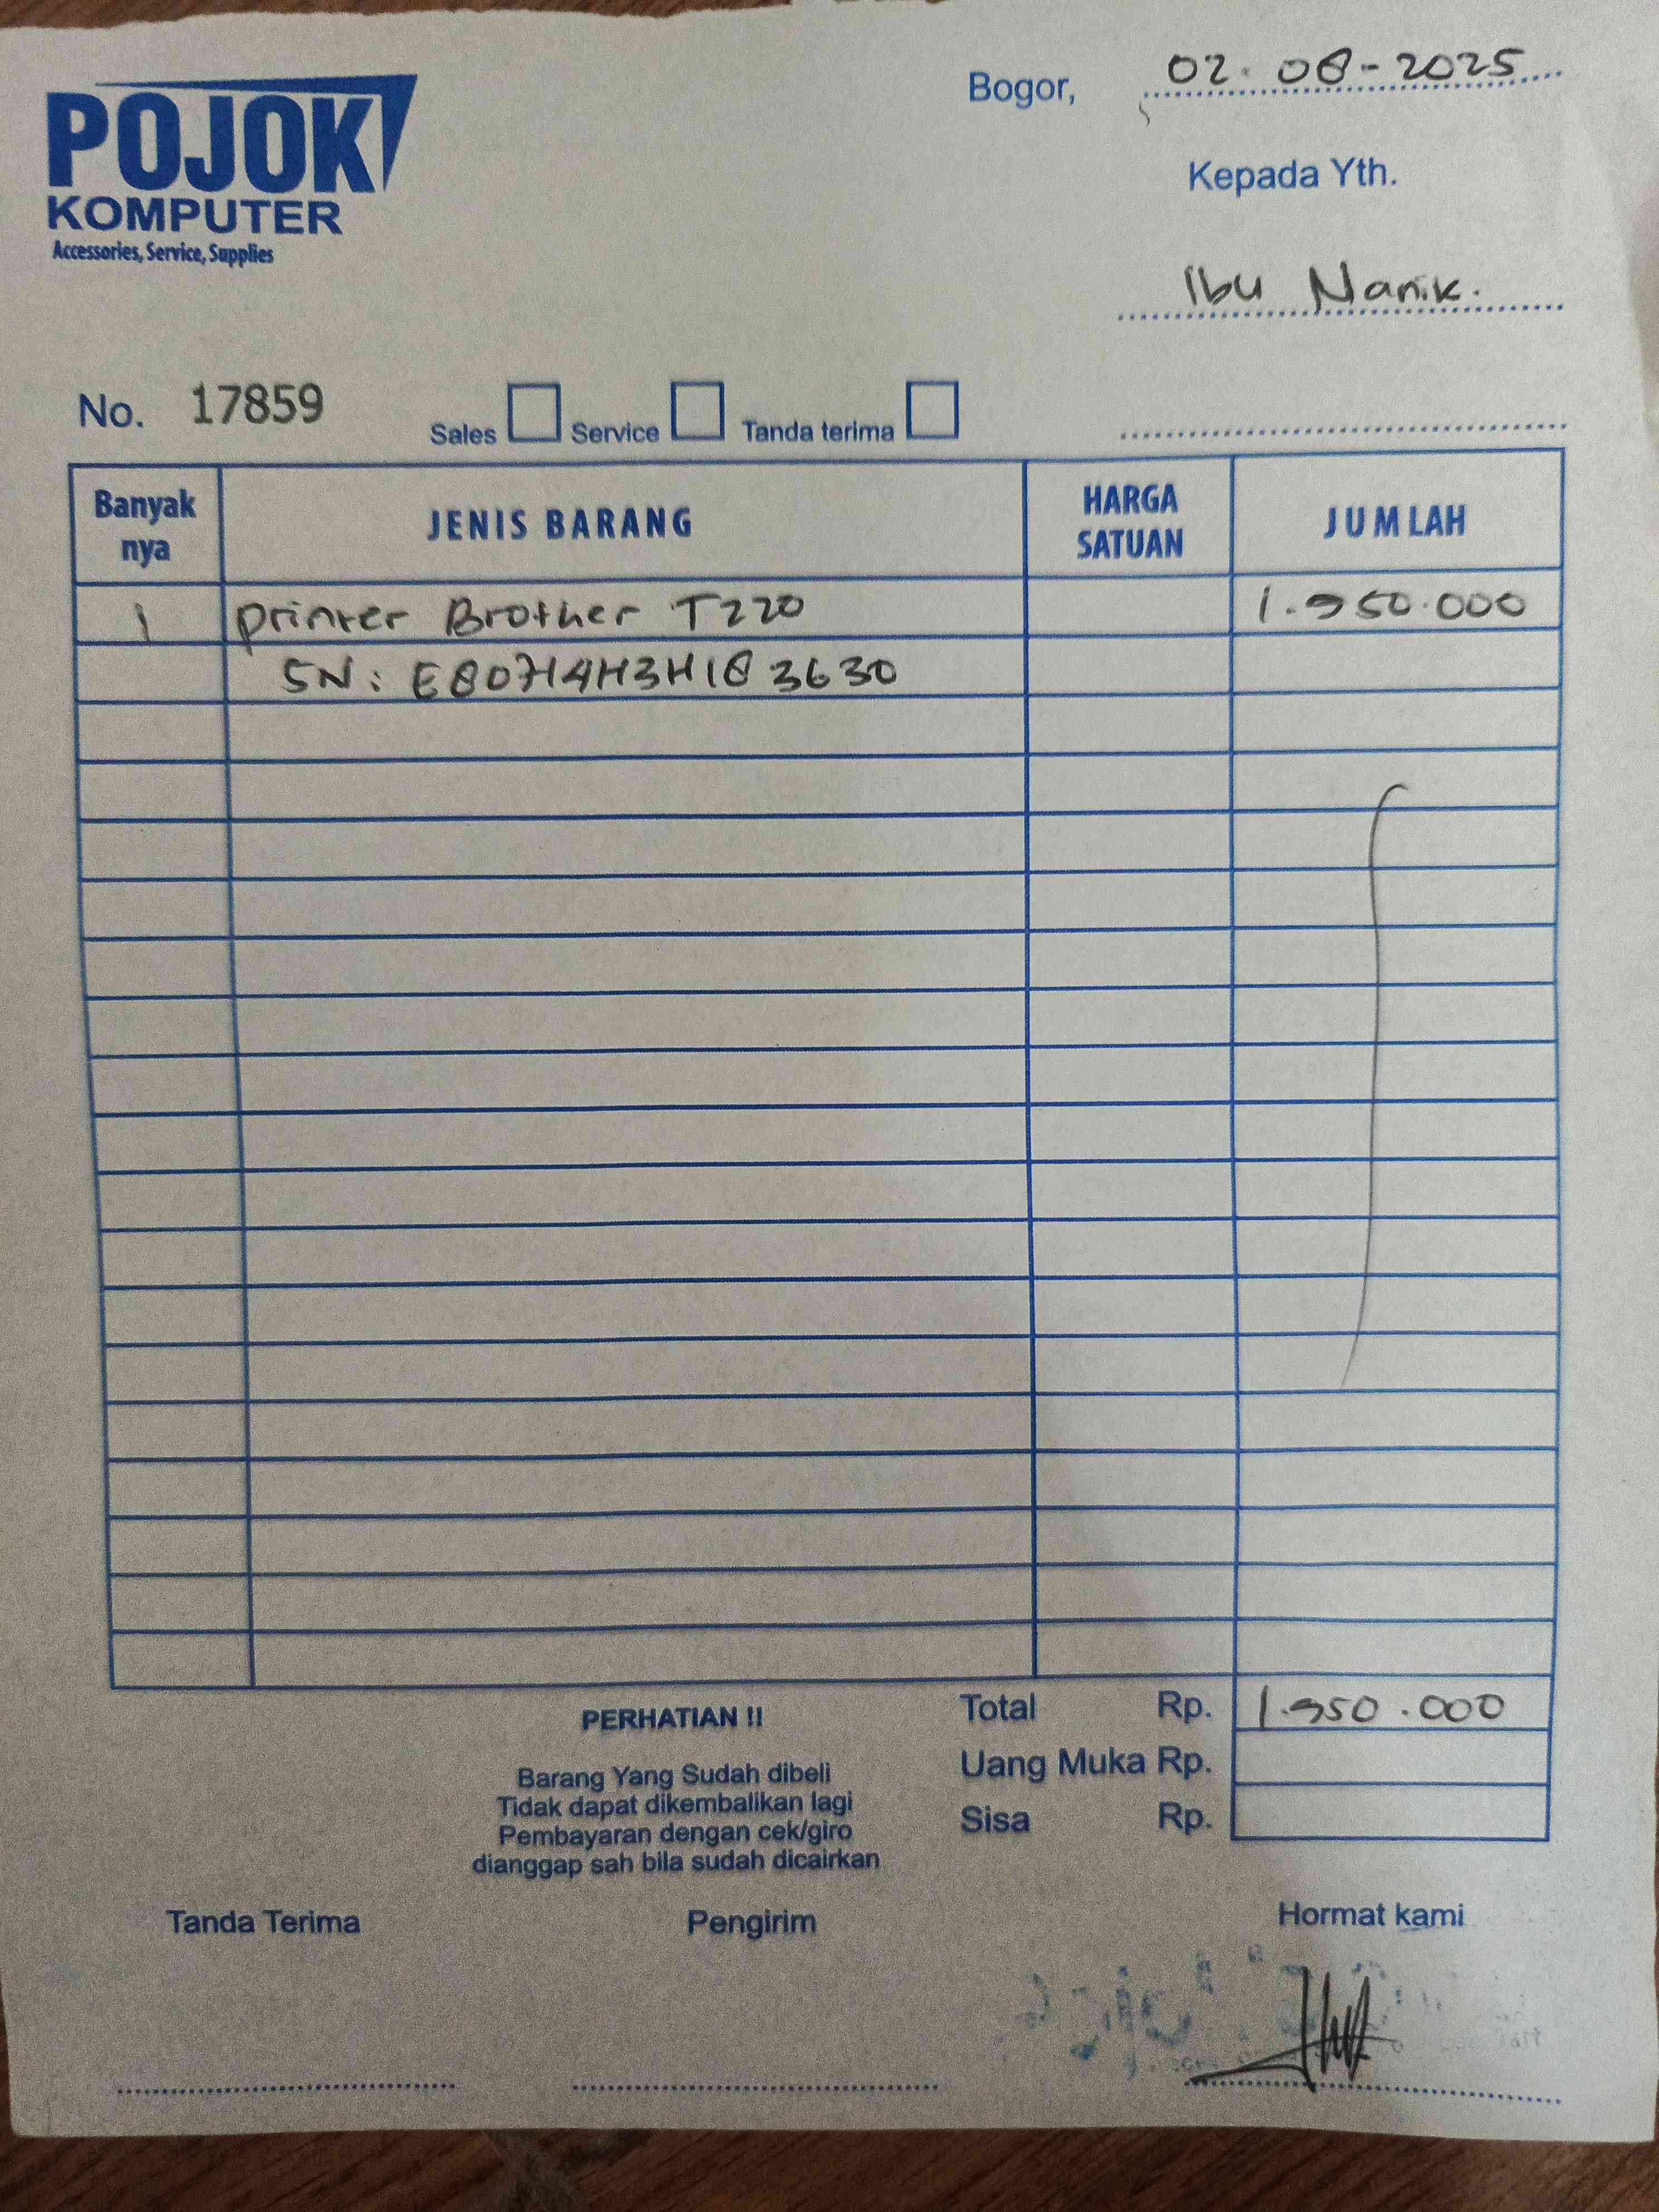 POJOK
KOMPUTER
Accessories, Service, Supplies
Bogor, 02-08-2025
Kepada Yth.
Ibu Nanik.
No. 17859
Sales Service Tanda terima
Banyak nya JENIS BARANG HARGA SATUAN JUMLAH
1 printer Brother T220 1.950.000
SN: E80714H3H183630
PERHATIAN !!
Barang Yang Sudah dibeli
Tidak dapat dikembalikan lagi
Pembayaran dengan cek/giro
dianggap sah bila sudah dicairkan
Total Rp. 1.950.000
Uang Muka Rp.
Sisa Rp.
Tanda Terima Pengirim Hormat kami